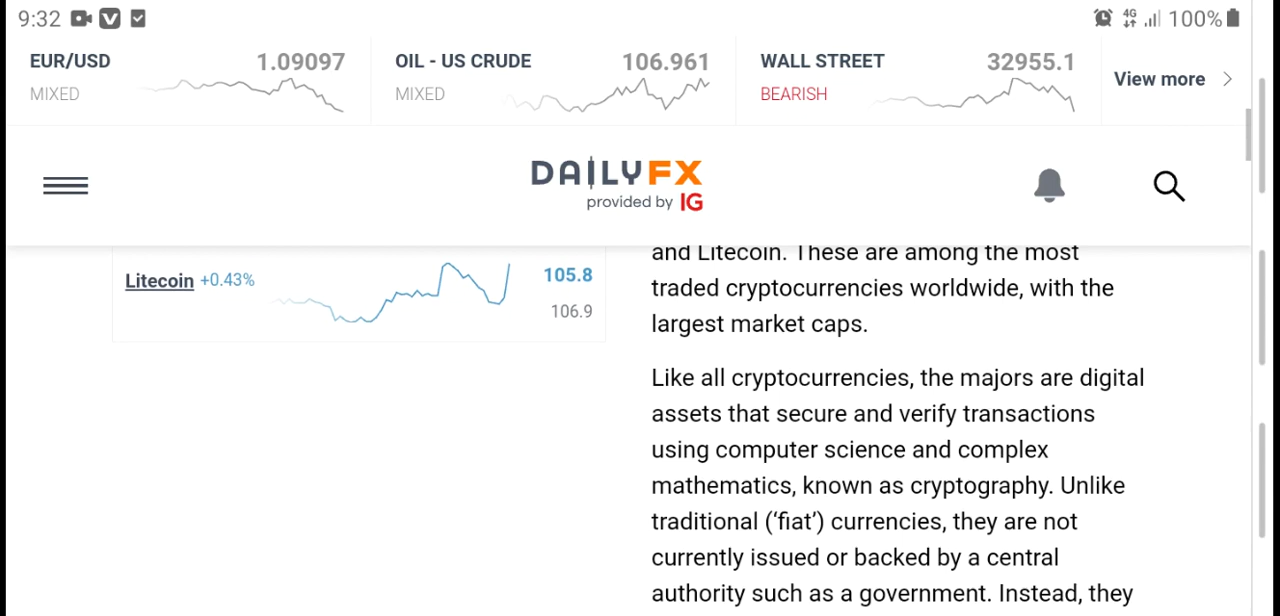 9:32
4G 100%
EUR/USD 1.09097
MIXED
OIL - US CRUDE 106.961
MIXED
WALL STREET 32955.1
BEARISH
View more
DAILYFX
provided by IG
Litecoin +0.43% 105.8
106.9
and Litecoin. These are among the most
traded cryptocurrencies worldwide, with the
largest market caps.
Like all cryptocurrencies, the majors are digital
assets that secure and verify transactions
using computer science and complex
mathematics, known as cryptography. Unlike
traditional (‘fiat’) currencies, they are not
currently issued or backed by a central
authority such as a government. Instead, they